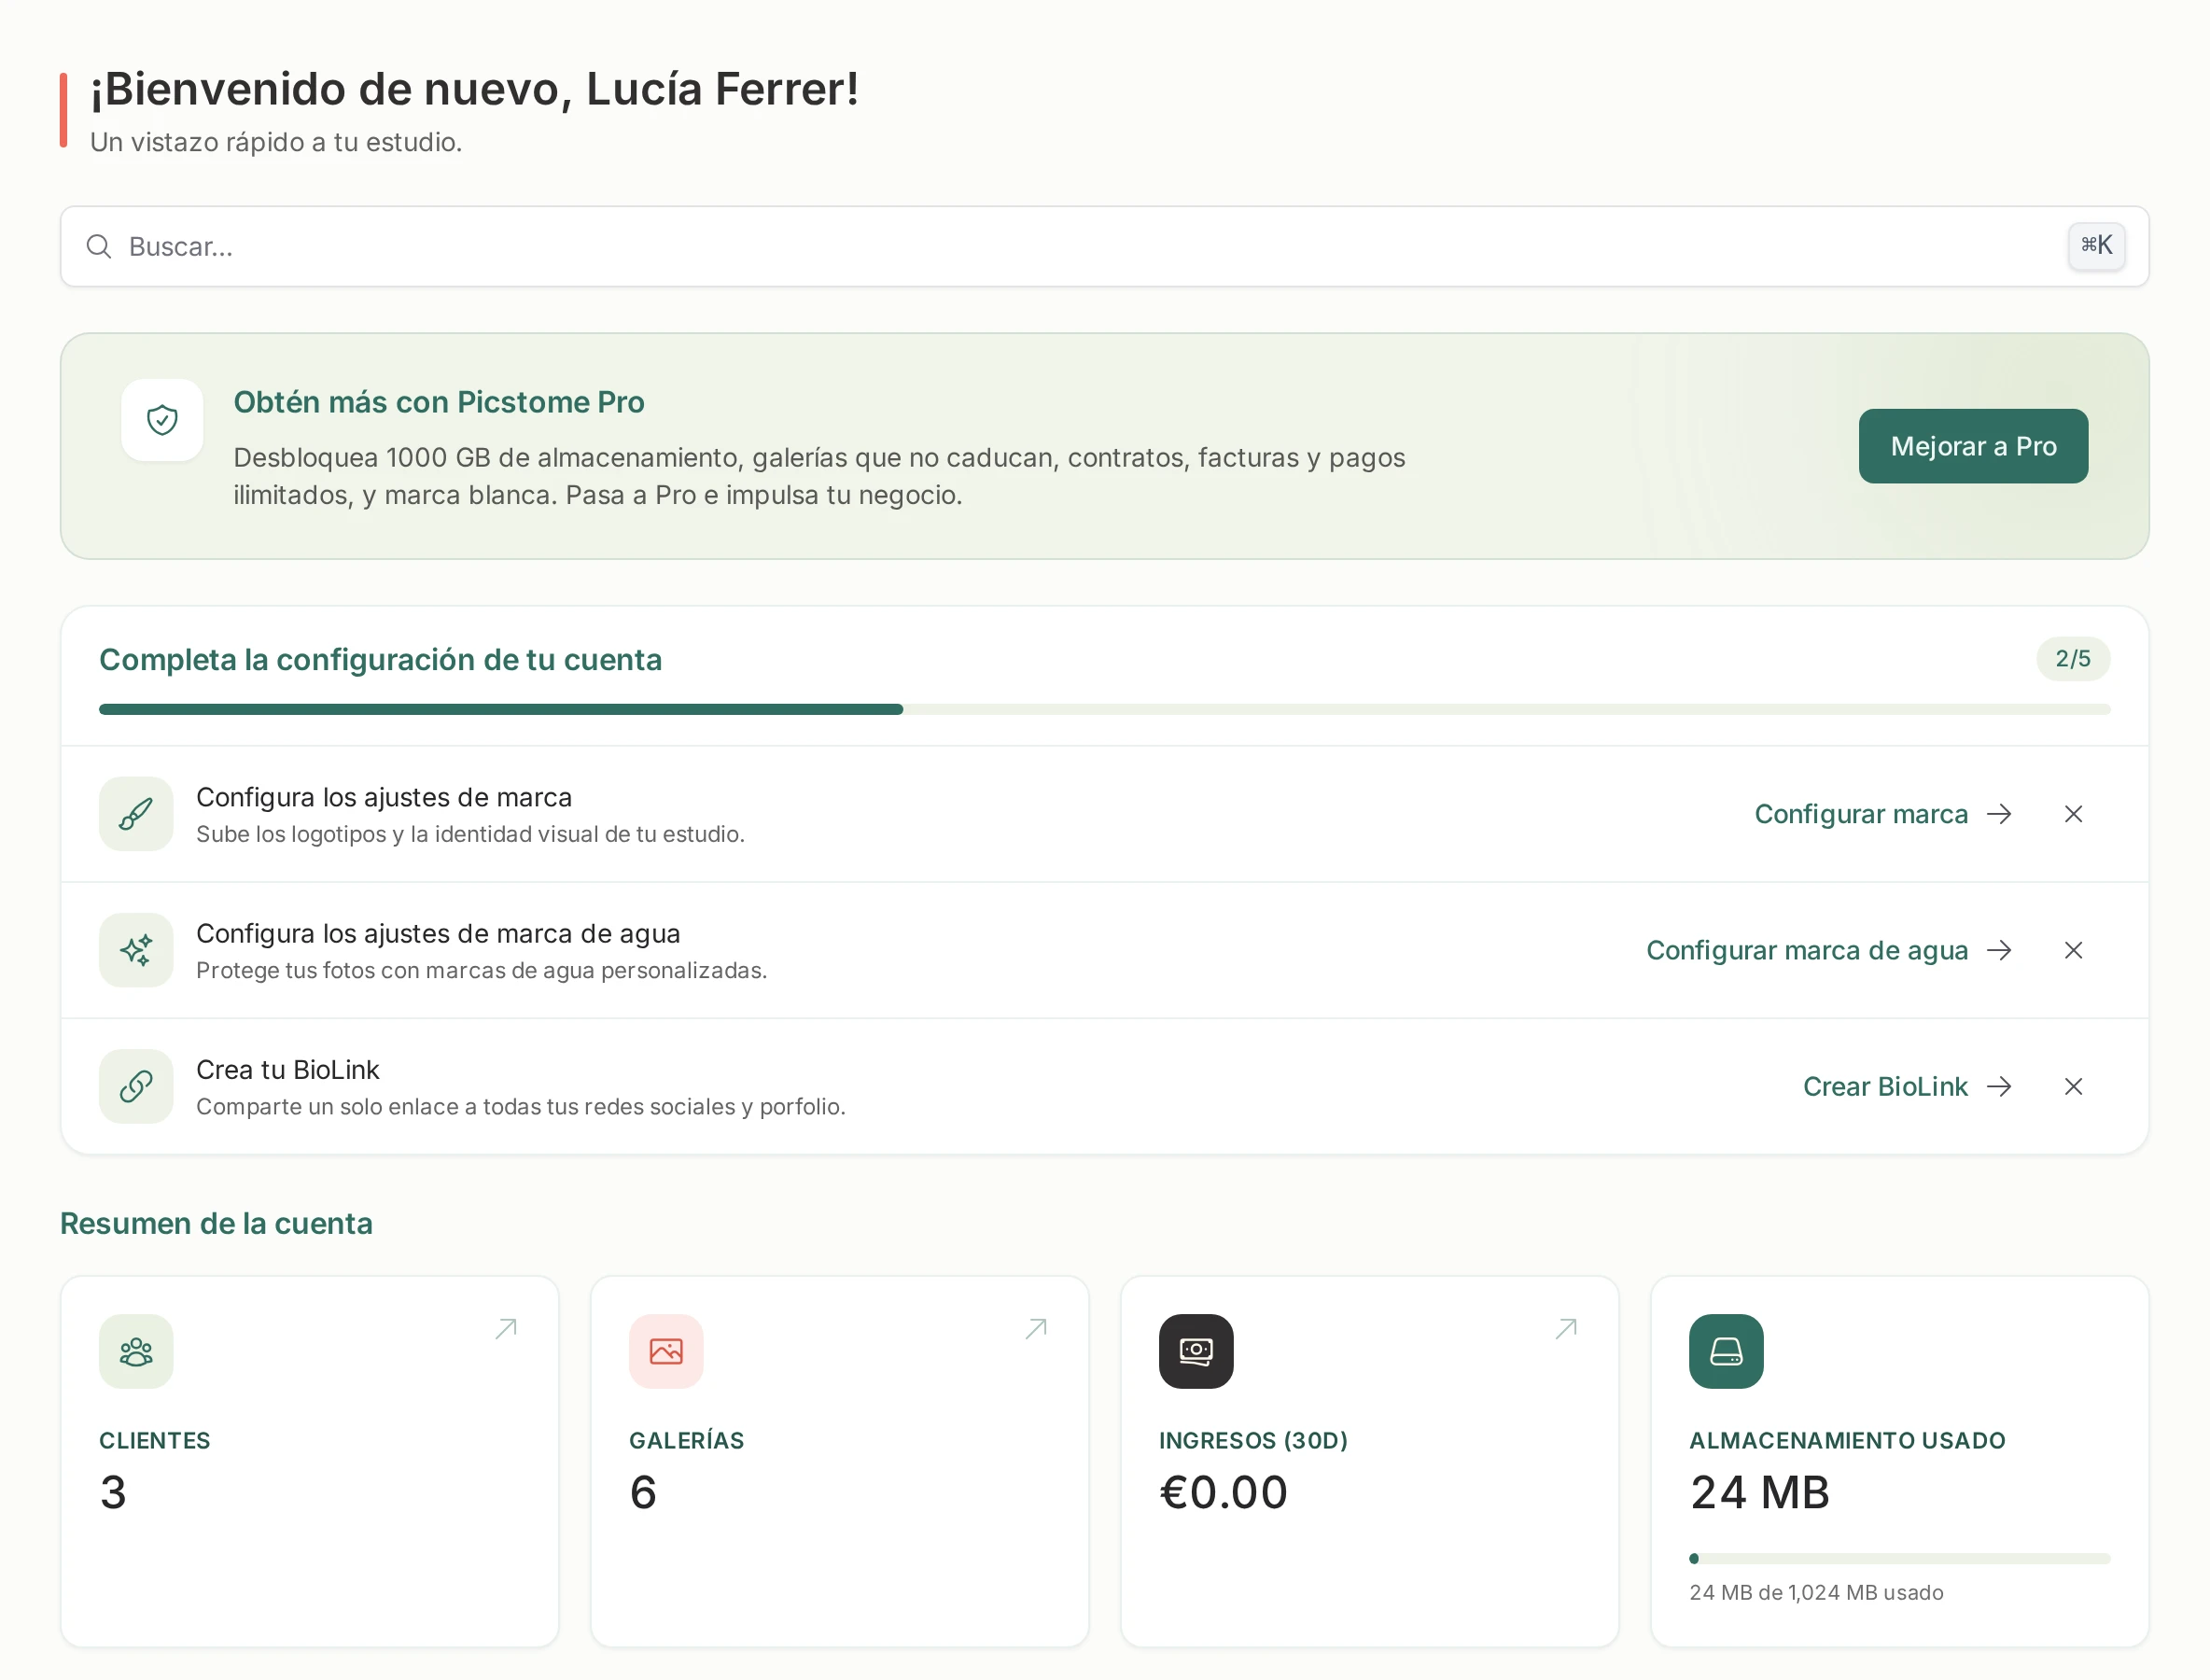 ¡Bienvenido de nuevo, Lucía Ferrer!
Un vistazo rápido a tu estudio.
Buscar...
⌘K
Obtén más con Picstome Pro
Desbloquea 1000 GB de almacenamiento, galerías que no caducan, contratos, facturas y pagos
ilimitados, y marca blanca. Pasa a Pro e impulsa tu negocio.
Mejorar a Pro
Completa la configuración de tu cuenta
2/5
Configura los ajustes de marca
Sube los logotipos y la identidad visual de tu estudio.
Configurar marca
Configura los ajustes de marca de agua
Protege tus fotos con marcas de agua personalizadas.
Configurar marca de agua
Crea tu BioLink
Comparte un solo enlace a todas tus redes sociales y porfolio.
Crear BioLink
Resumen de la cuenta
CLIENTES
3
GALERÍAS
6
INGRESOS (30D)
€0.00
ALMACENAMIENTO USADO
24 MB
24 MB de 1,024 MB usado